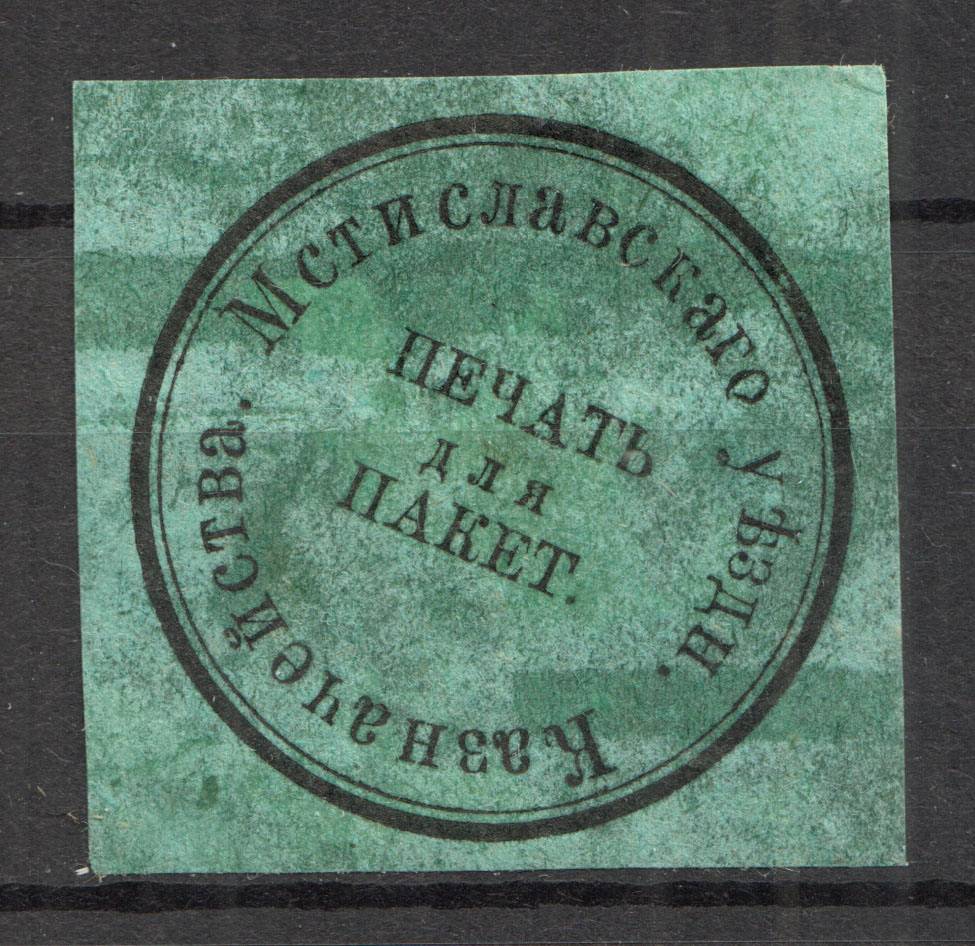 Мстиславскаго уѣздн. Казначейства.
ПЕЧАТЬ
для
ПАКЕТ.